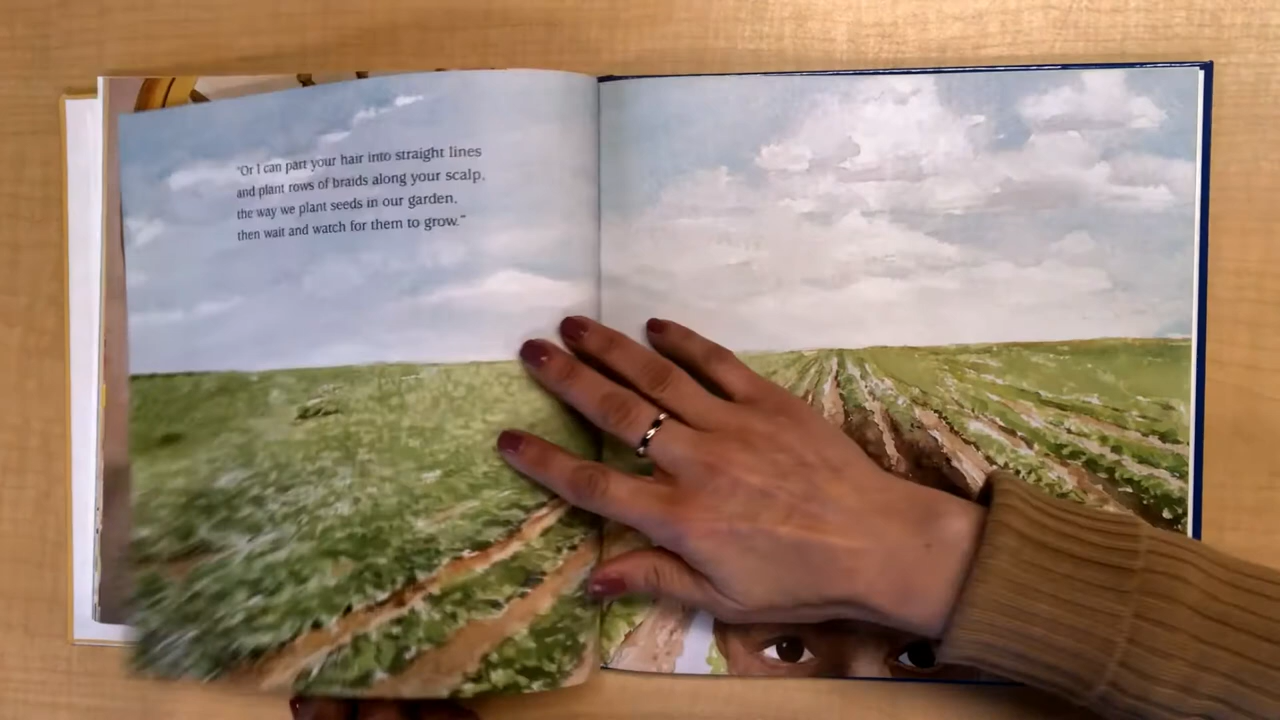 "Or I can part your hair into straight lines
and plant rows of braids along your scalp,
the way we plant seeds in our garden,
then wait and watch for them to grow."